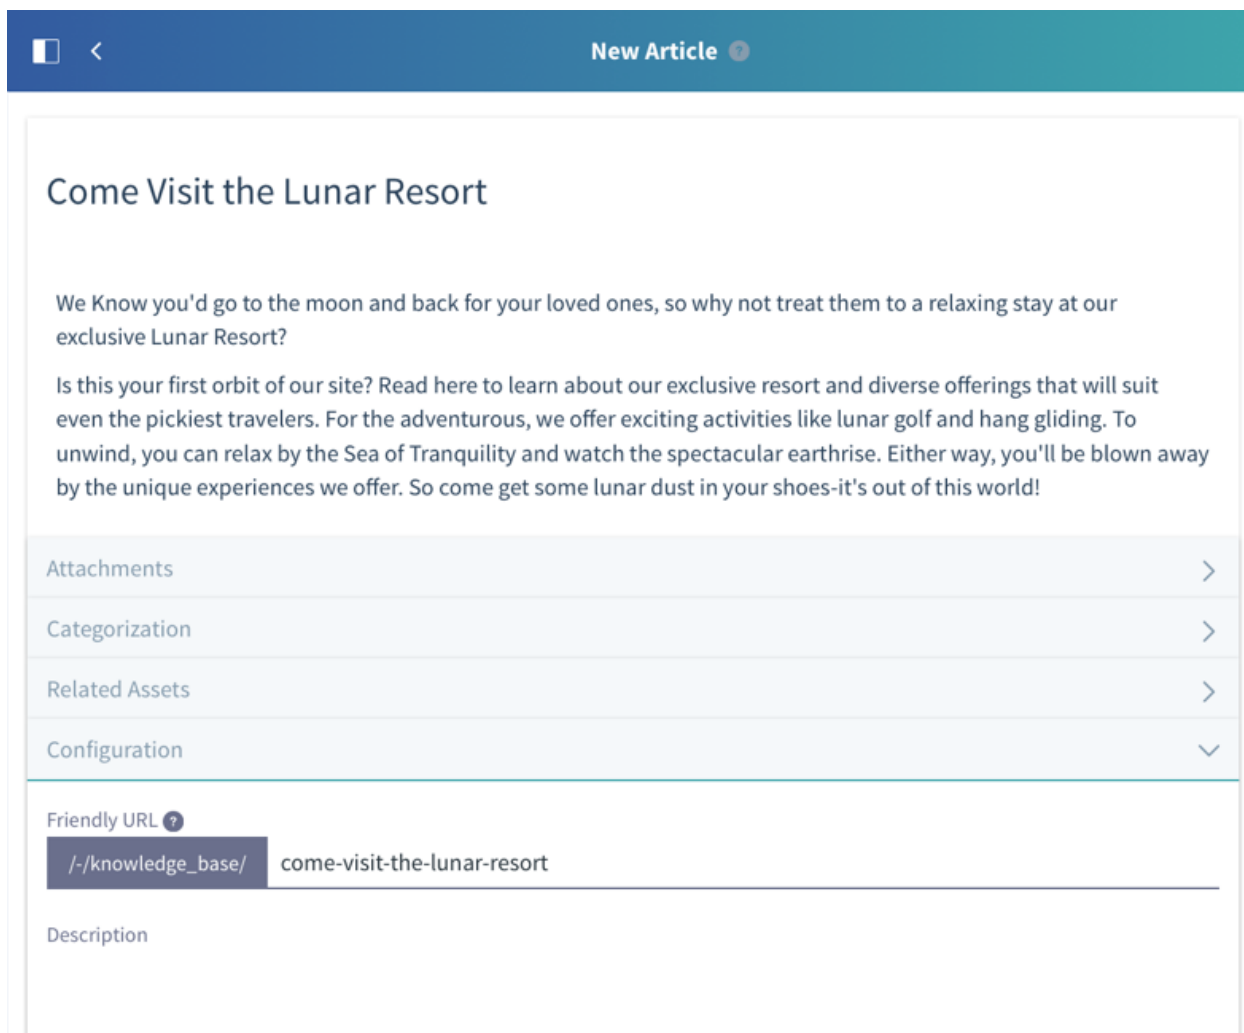 New Article ?
Come Visit the Lunar Resort
We Know you'd go to the moon and back for your loved ones, so why not treat them to a relaxing stay at our
exclusive Lunar Resort?
Is this your first orbit of our site? Read here to learn about our exclusive resort and diverse offerings that will suit
even the pickiest travelers. For the adventurous, we offer exciting activities like lunar golf and hang gliding. To
unwind, you can relax by the Sea of Tranquility and watch the spectacular earthrise. Either way, you'll be blown away
by the unique experiences we offer. So come get some lunar dust in your shoes-it's out of this world!
Attachments
Categorization
Related Assets
Configuration
Friendly URL ?
/-/knowledge_base/ come-visit-the-lunar-resort
Description